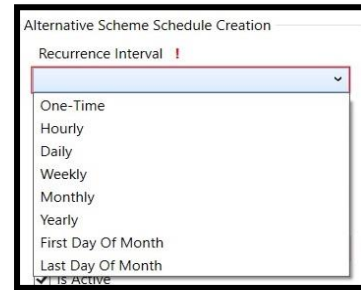 Alternative Scheme Schedule Creation
Recurrence Interval !
One-Time
Hourly
Daily
Weekly
Monthly
Yearly
First Day Of Month
Last Day Of Month
Is Active